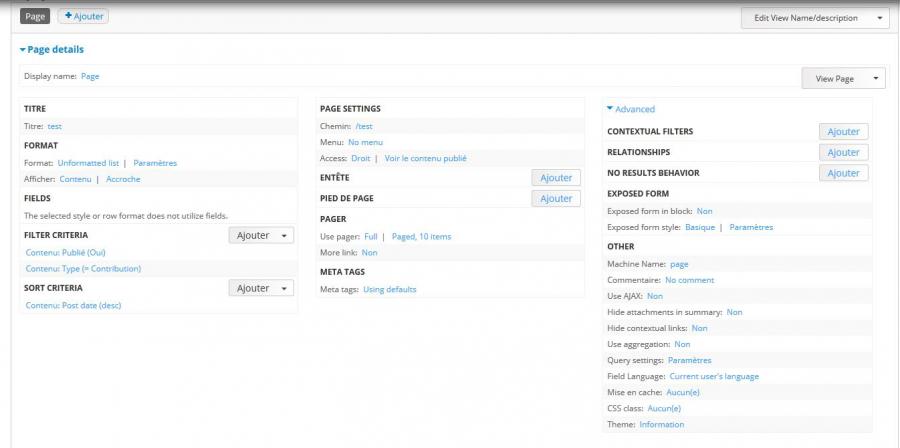 Page
Ajouter
Edit View Name/description
Page details
Display name: Page
View Page
TITRE
Titre: test
FORMAT
Format: Unformatted list | Paramètres
Afficher: Contenu | Accroche
FIELDS
The selected style or row format does not utilize fields.
FILTER CRITERIA
Ajouter
Contenu: Publié (Oui)
Contenu: Type (= Contribution)
SORT CRITERIA
Ajouter
Contenu: Post date (desc)
PAGE SETTINGS
Chemin: /test
Menu: No menu
Access: Droit | Voir le contenu publié
ENTÊTE
Ajouter
PIED DE PAGE
Ajouter
PAGER
Use pager: Full | Paged, 10 items
More link: Non
META TAGS
Meta tags: Using defaults
Advanced
CONTEXTUAL FILTERS
Ajouter
RELATIONSHIPS
Ajouter
NO RESULTS BEHAVIOR
Ajouter
EXPOSED FORM
Exposed form in block: Non
Exposed form style: Basique | Paramètres
OTHER
Machine Name: page
Commentaire: No comment
Use AJAX: Non
Hide attachments in summary: Non
Hide contextual links: Non
Use aggregation: Non
Query settings: Paramètres
Field Language: Current user's language
Mise en cache: Aucun(e)
CSS class: Aucun(e)
Theme: Information